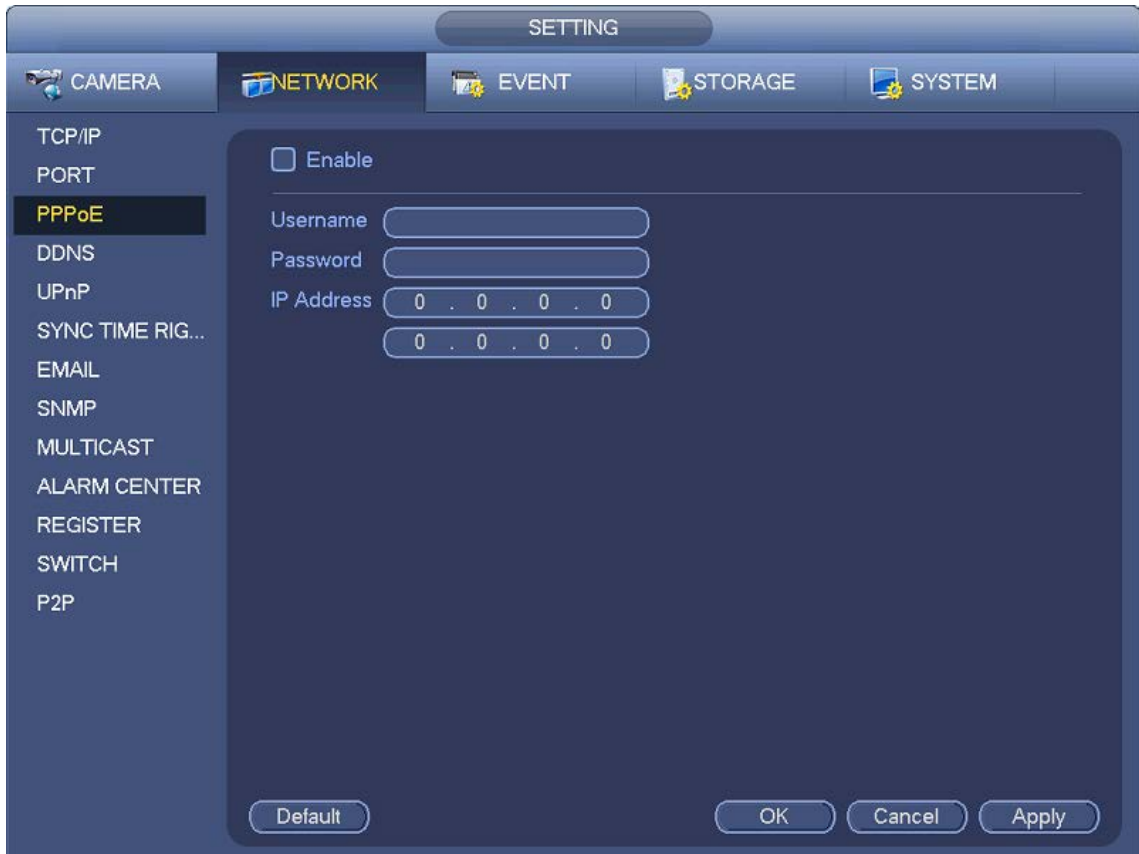 SETTING
CAMERA NETWORK EVENT STORAGE SYSTEM
TCP/IP
PORT
PPPoE
DDNS
UPnP
SYNC TIME RIG...
EMAIL
SNMP
MULTICAST
ALARM CENTER
REGISTER
SWITCH
P2P
Enable
Username
Password
IP Address 0 . 0 . 0 . 0
0 . 0 . 0 . 0
Default OK Cancel Apply